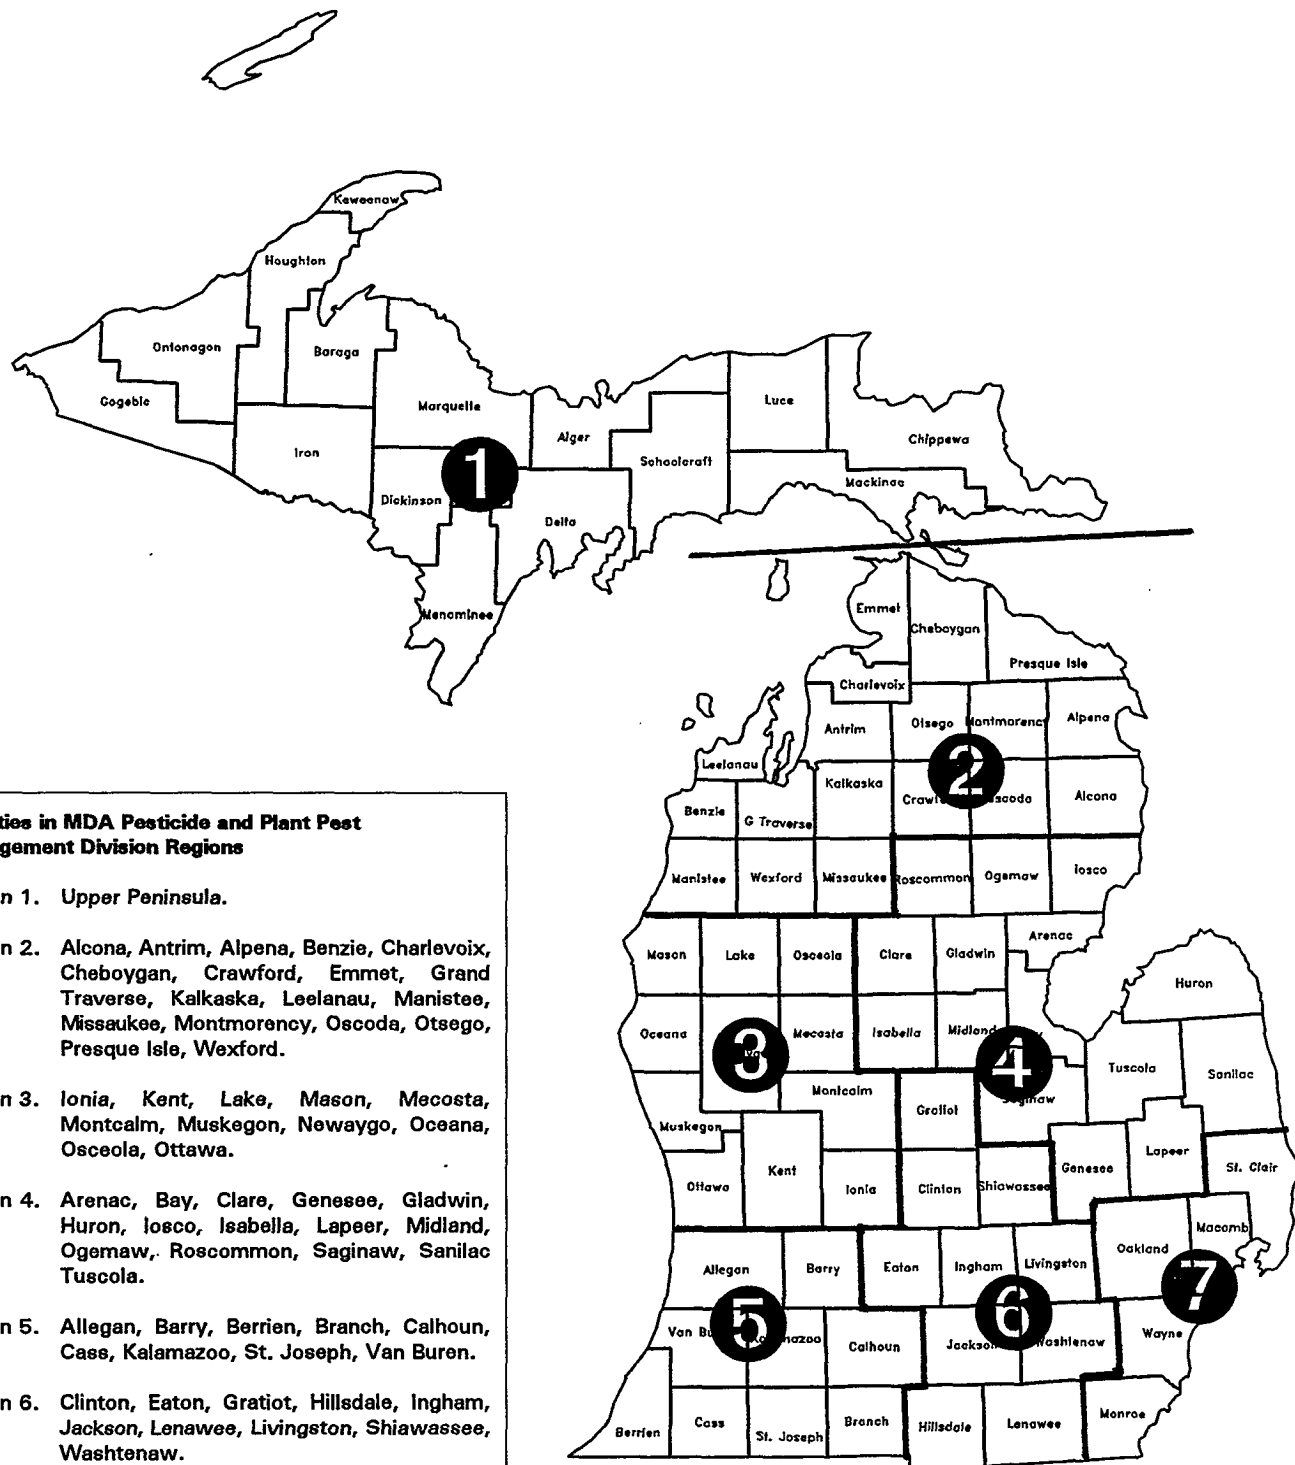 Keweenaw
Houghton
Ontonagon
Baraga
Gogebic
Marquette
Luce
Alger
Chippewa
Iron
Schoolcraft
1
Mackinac
Dickinson
Delta
Menominee
Emmet
Cheboygan
Presque Isle
Charlevoix
Otsego
Montmorency
Alpena
Antrim
Leelanau
2
Kalkaska
Crawf
scoda
Alcona
Benzie
G Traverse
Manistee
Wexford
Missaukee
Roscommon
Ogemaw
Iosco
Arenac
Mason
Lake
Osceola
Clare
Gladwin
Huron
Oceana
3
Mecosta
Isabella
Midland
4
Tuscola
Sanilac
Montcalm
Gratiot
Saginaw
Muskegon
Kent
Ottawa
Ionia
Clinton
Shiawassee
Genesee
Lapeer
St. Clair
Macomb
Oakland
Allegan
Barry
Eaton
Ingham
Livingston
7
5
6
Van Bu
mazoo
Calhoun
Jackson
Washtenaw
Wayne
Berrien
Cass
St. Joseph
Branch
Hillsdale
Lenawee
Monroe
ties in MDA Pesticide and Plant Pest
gement Division Regions
n 1. Upper Peninsula.
n 2. Alcona, Antrim, Alpena, Benzie, Charlevoix,
Cheboygan, Crawford, Emmet, Grand
Traverse, Kalkaska, Leelanau, Manistee,
Missaukee, Montmorency, Oscoda, Otsego,
Presque Isle, Wexford.
n 3. Ionia, Kent, Lake, Mason, Mecosta,
Montcalm, Muskegon, Newaygo, Oceana,
Osceola, Ottawa.
n 4. Arenac, Bay, Clare, Genesee, Gladwin,
Huron, Iosco, Isabella, Lapeer, Midland,
Ogemaw, Roscommon, Saginaw, Sanilac
Tuscola.
n 5. Allegan, Barry, Berrien, Branch, Calhoun,
Cass, Kalamazoo, St. Joseph, Van Buren.
n 6. Clinton, Eaton, Gratiot, Hillsdale, Ingham,
Jackson, Lenawee, Livingston, Shiawassee,
Washtenaw.